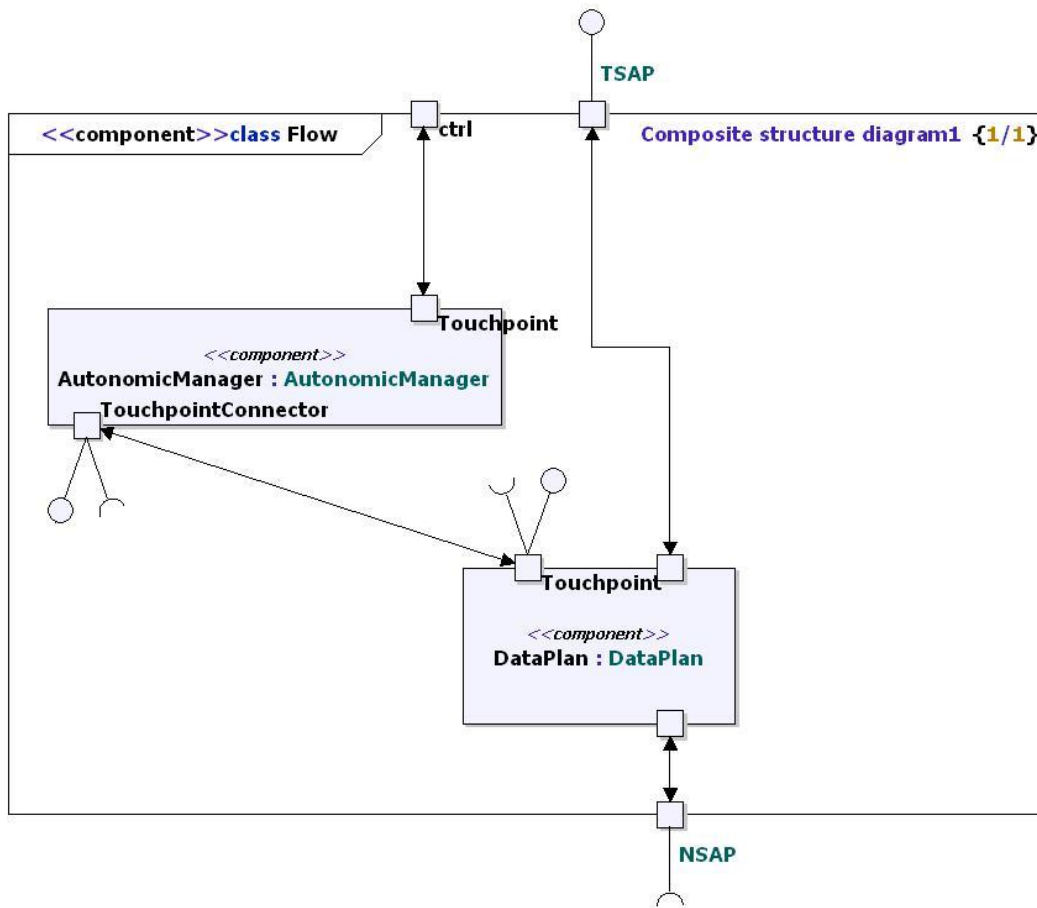 TSAP
<<component>>class Flow
ctrl
Composite structure diagram1 {1/1}
Touchpoint
<<component>>
AutonomicManager : AutonomicManager
TouchpointConnector
Touchpoint
<<component>>
DataPlan : DataPlan
NSAP